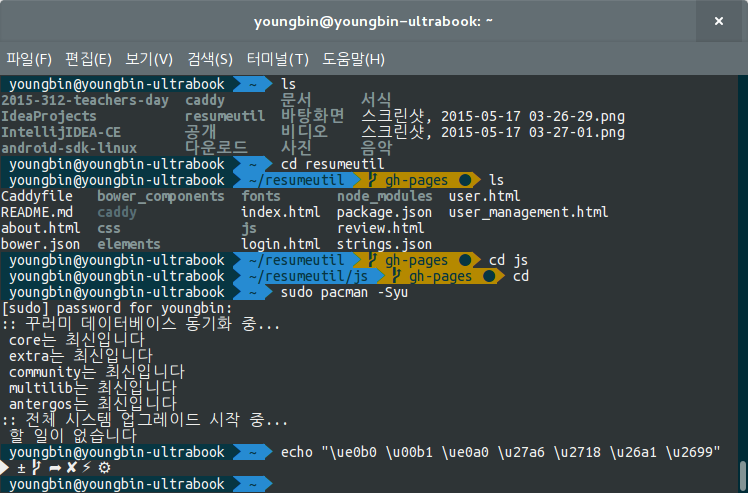 youngbin@youngbin-ultrabook: ~ ×
파일(F) 편집(E) 보기(V) 검색(S) 터미널(T) 도움말(H)
youngbin@youngbin-ultrabook ~ ls
2015-312-teachers-day caddy 문서 서식
IdeaProjects resumeutil 바탕화면 스크린샷, 2015-05-17 03-26-29.png
IntellijIDEA-CE 공개 비디오 스크린샷, 2015-05-17 03-27-01.png
android-sdk-linux 다운로드 사진 음악
youngbin@youngbin-ultrabook ~ cd resumeutil
youngbin@youngbin-ultrabook ~/resumeutil gh-pages ● ls
Caddyfile bower_components fonts node_modules user.html
README.md caddy index.html package.json user_management.html
about.html css js review.html
bower.json elements login.html strings.json
youngbin@youngbin-ultrabook ~/resumeutil gh-pages ● cd js
youngbin@youngbin-ultrabook ~/resumeutil/js gh-pages ● cd
youngbin@youngbin-ultrabook ~ sudo pacman -Syu
[sudo] password for youngbin:
:: 꾸러미 데이터베이스 동기화 중...
core는 최신입니다
extra는 최신입니다
community는 최신입니다
multilib는 최신입니다
antergos는 최신입니다
:: 전체 시스템 업그레이드 시작 중...
할 일이 없습니다
youngbin@youngbin-ultrabook ~ echo "\ue0b0 \u00b1 \ue0a0 \u27a6 \u2718 \u26a1 \u2699"
 ±  ➦ ✘ ⚡ ⚙
youngbin@youngbin-ultrabook ~